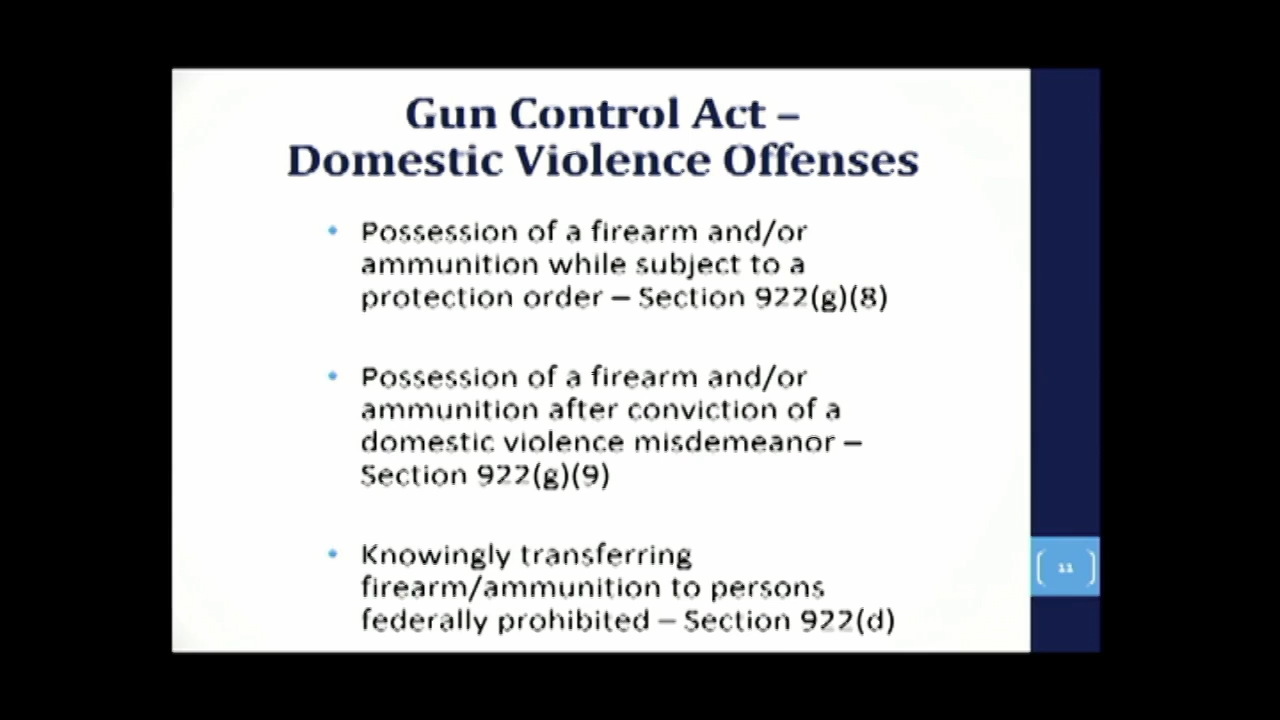 Gun Control Act –
Domestic Violence Offenses
• Possession of a firearm and/or
ammunition while subject to a
protection order – Section 922(g)(8)
• Possession of a firearm and/or
ammunition after conviction of a
domestic violence misdemeanor –
Section 922(g)(9)
• Knowingly transferring
firearm/ammunition to persons
federally prohibited – Section 922(d)
11